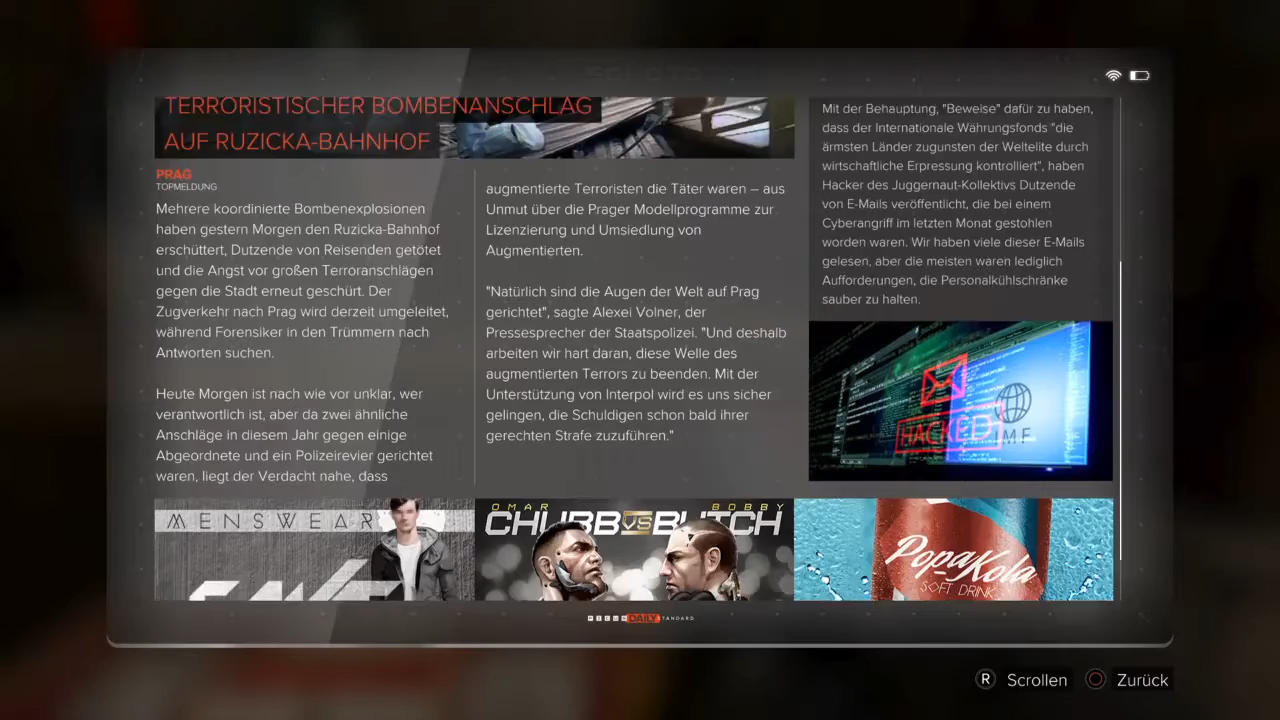 TERRORISTISCHER BOMBENANSCHLAG
AUF RUZICKA-BAHNHOF
PRAG
TOPMELDUNG
Mehrere koordinierte Bombenexplosionen
haben gestern Morgen den Ruzicka-Bahnhof
erschüttert, Dutzende von Reisenden getötet
und die Angst vor großen Terroranschlägen
gegen die Stadt erneut geschürt. Der
Zugverkehr nach Prag wird derzeit umgeleitet,
während Forensiker in den Trümmern nach
Antworten suchen.
Heute Morgen ist nach wie vor unklar, wer
verantwortlich ist, aber da zwei ähnliche
Anschläge in diesem Jahr gegen einige
Abgeordnete und ein Polizeirevier gerichtet
waren, liegt der Verdacht nahe, dass
augmentierte Terroristen die Täter waren – aus
Unmut über die Prager Modellprogramme zur
Lizenzierung und Umsiedlung von
Augmentierten.
"Natürlich sind die Augen der Welt auf Prag
gerichtet", sagte Alexei Volner, der
Pressesprecher der Staatspolizei. "Und deshalb
arbeiten wir hart daran, diese Welle des
augmentierten Terrors zu beenden. Mit der
Unterstützung von Interpol wird es uns sicher
gelingen, die Schuldigen schon bald ihrer
gerechten Strafe zuzuführen."
Mit der Behauptung, "Beweise" dafür zu haben,
dass der Internationale Währungsfonds "die
ärmsten Länder zugunsten der Weltelite durch
wirtschaftliche Erpressung kontrolliert", haben
Hacker des Juggernaut-Kollektivs Dutzende
von E-Mails veröffentlicht, die bei einem
Cyberangriff im letzten Monat gestohlen
worden waren. Wir haben viele dieser E-Mails
gelesen, aber die meisten waren lediglich
Aufforderungen, die Personalkühlschränke
sauber zu halten.
HACKED
IMF
MENSWEAR
OMAR BOBBY
CHUBB VS BUTCH
PopaKola
SOFT DRINK
PICUS DAILY STANDARD
R Scrollen Zurück